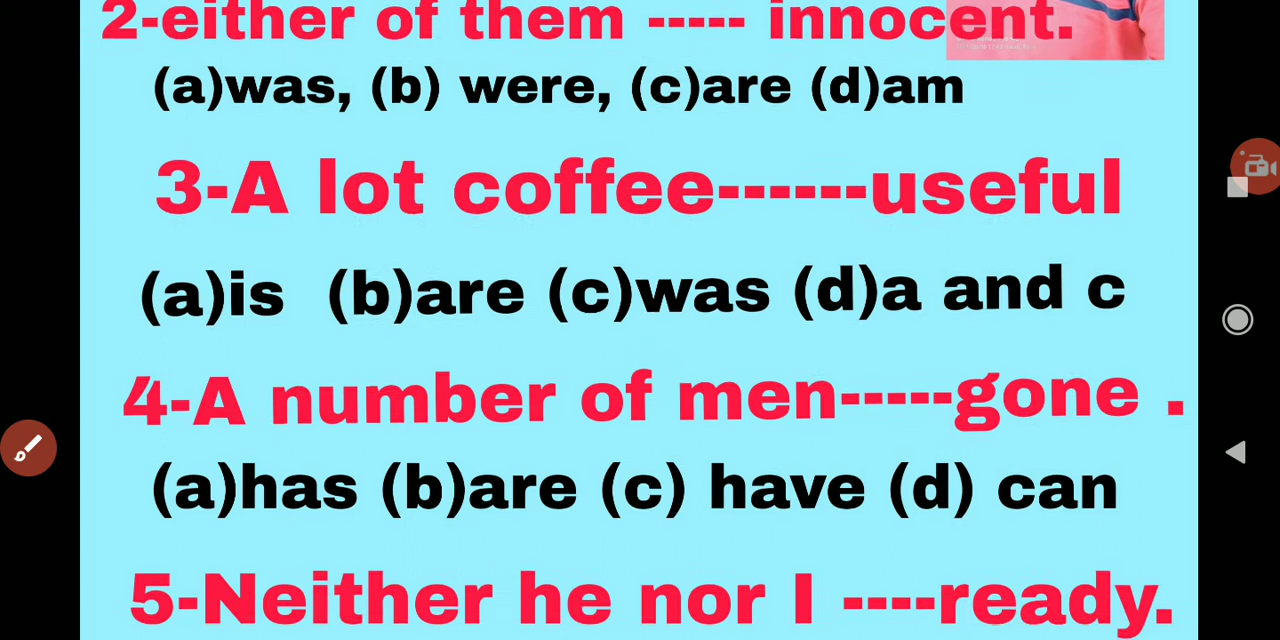 2-either of them ----- innocent.
(a)was, (b) were, (c)are (d)am
3-A lot coffee------useful
(a)is (b)are (c)was (d)a and c
4-A number of men-----gone .
(a)has (b)are (c) have (d) can
5-Neither he nor I ----ready.